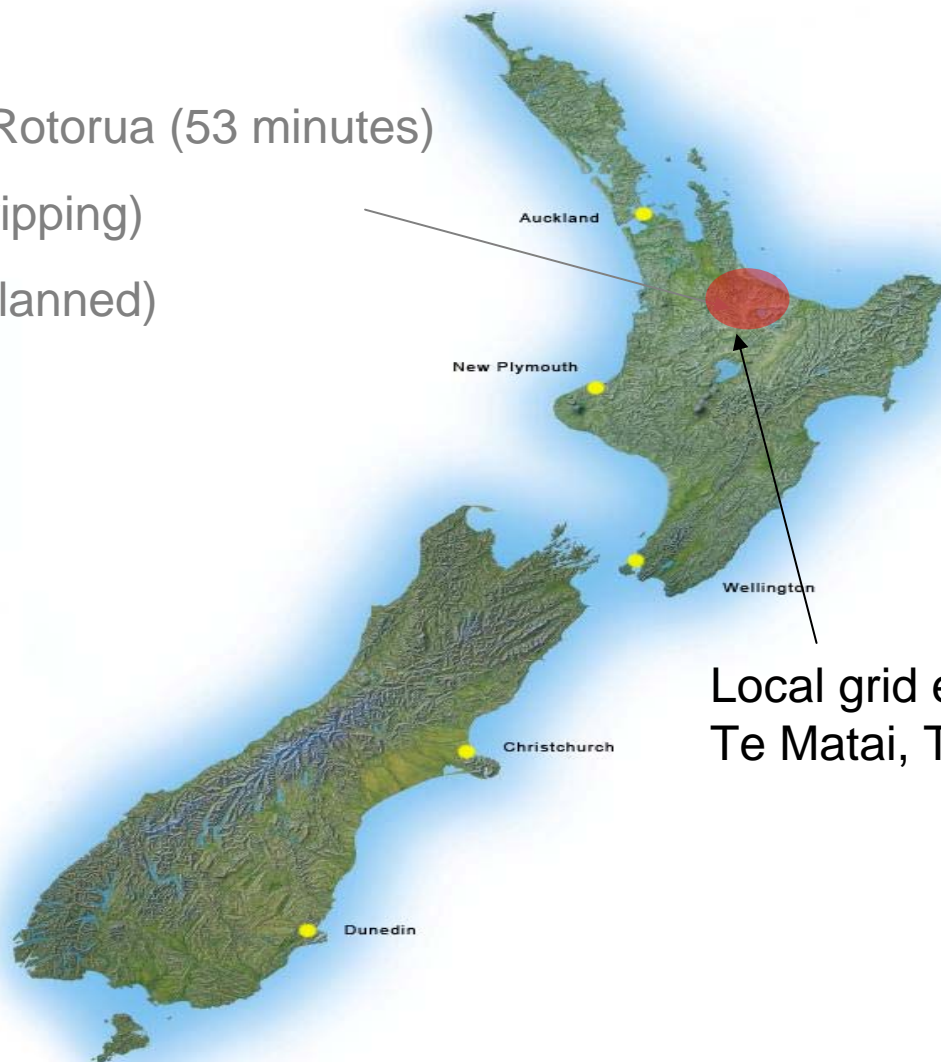 Rotorua (53 minutes)
ipping)
lanned)
Auckland
New Plymouth
Wellington
Local grid e
Te Matai, T
Christchurch
Dunedin